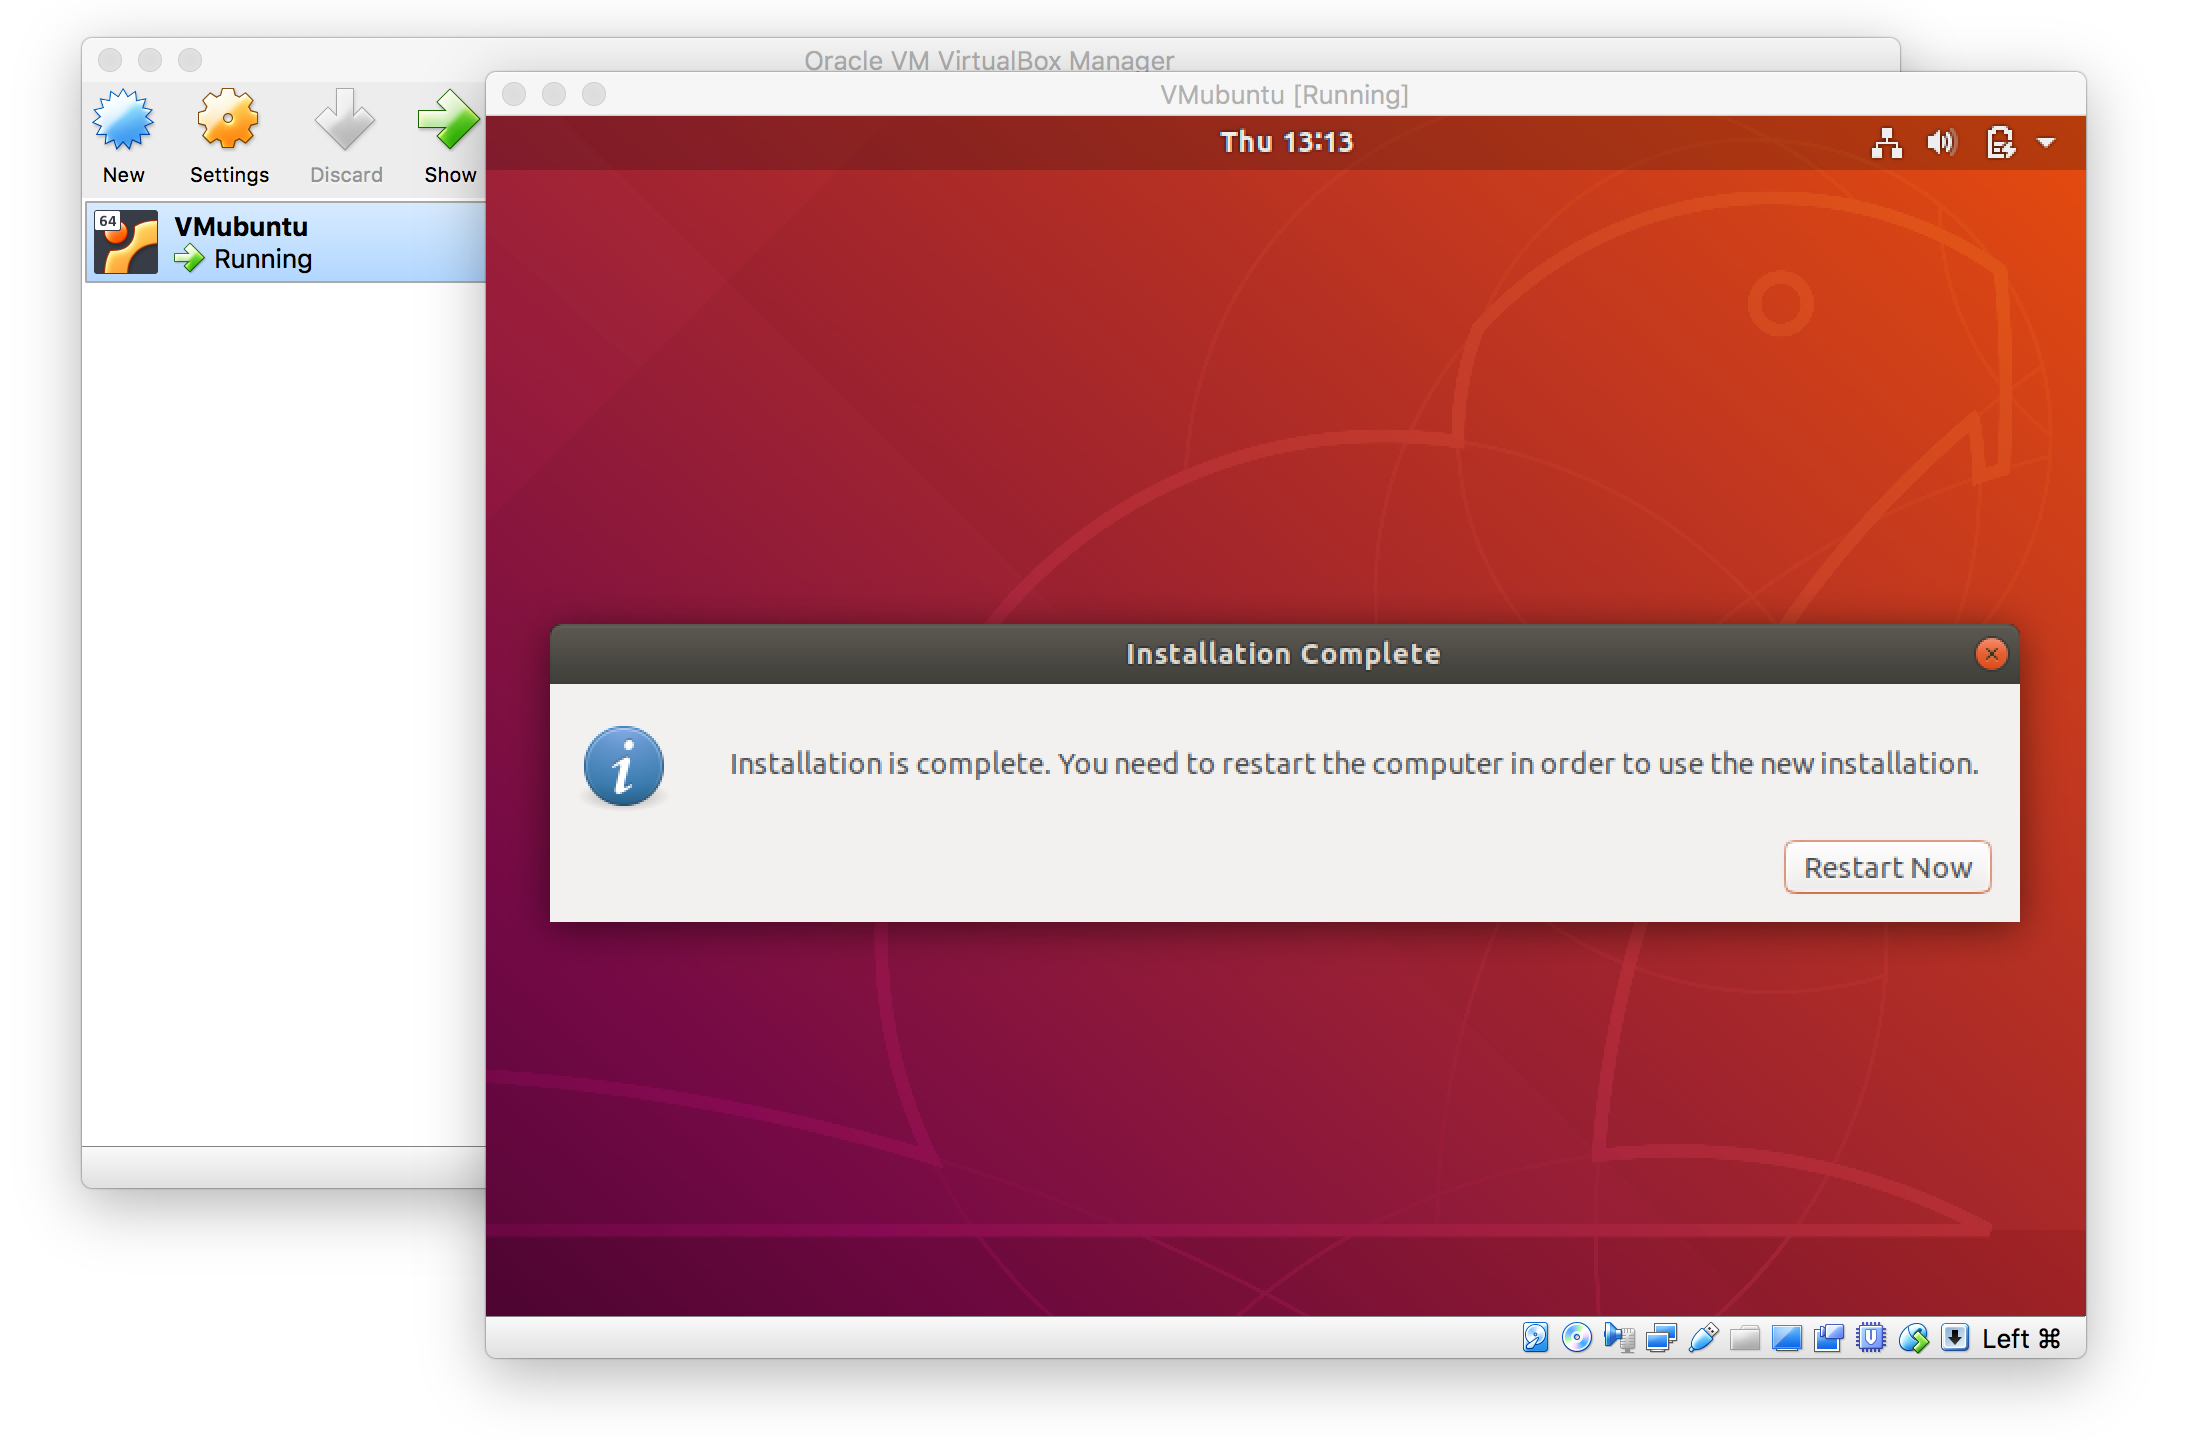 Oracle VM VirtualBox Manager
New
Settings
Discard
Show
64
VMubuntu
Running
VMubuntu [Running]
Thu 13:13
Installation Complete
Installation is complete. You need to restart the computer in order to use the new installation.
Restart Now
Left ⌘